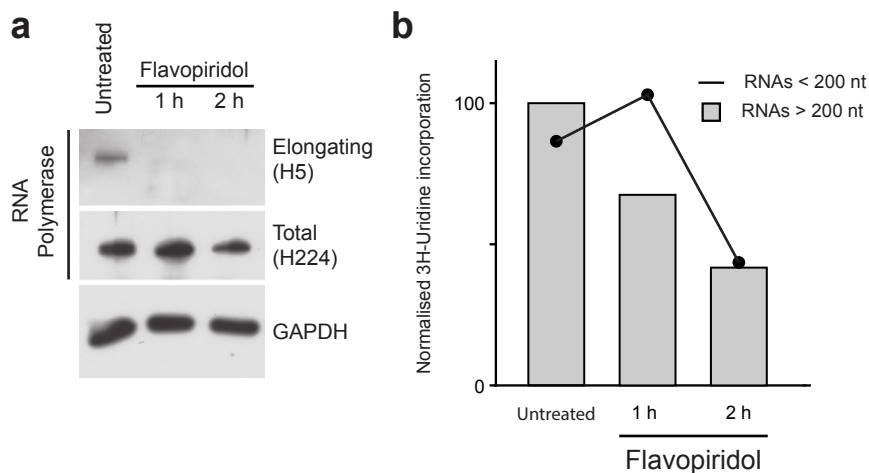 a
Untreated
Flavopiridol
1 h 2 h
RNA
Polymerase
Elongating
(H5)
Total
(H224)
GAPDH
b
Normalised 3H-Uridine incorporation
100
0
RNAs < 200 nt
RNAs > 200 nt
Untreated 1 h 2 h
Flavopiridol